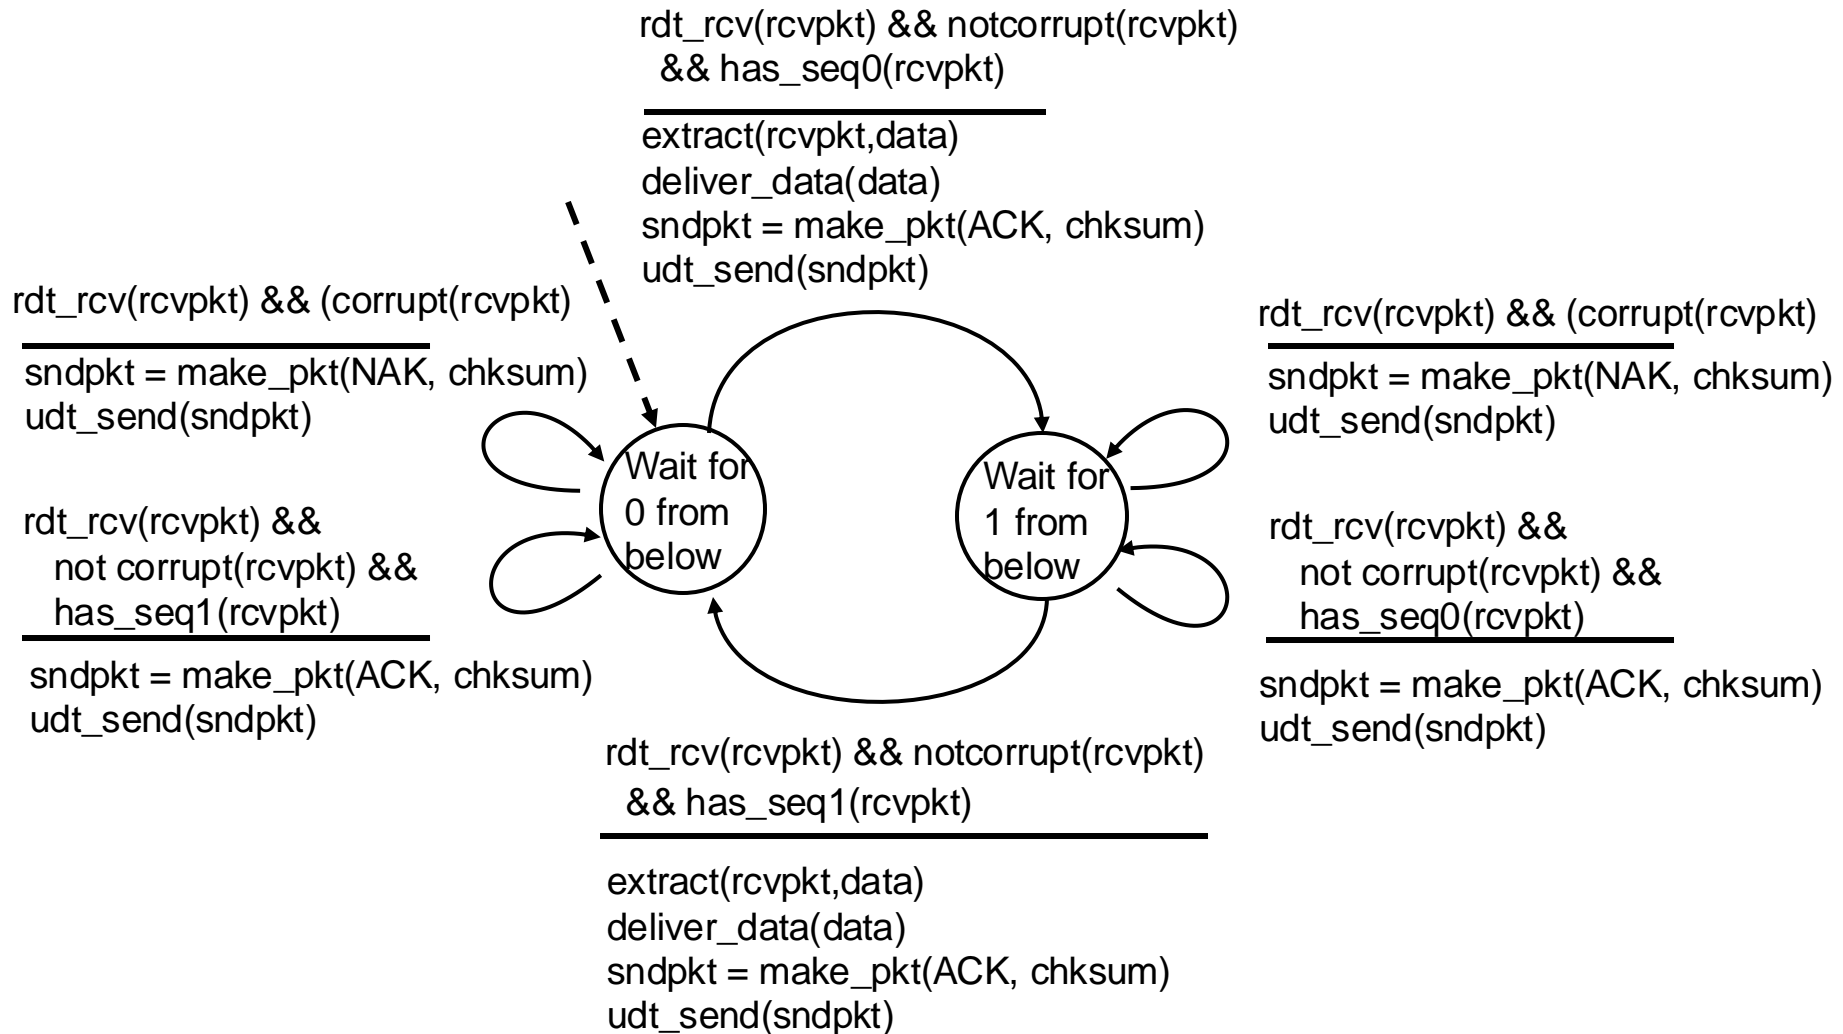 rdt_rcv(rcvpkt) && notcorrupt(rcvpkt)
&& has_seq0(rcvpkt)
extract(rcvpkt,data)
deliver_data(data)
sndpkt = make_pkt(ACK, chksum)
udt_send(sndpkt)
rdt_rcv(rcvpkt) && (corrupt(rcvpkt)
sndpkt = make_pkt(NAK, chksum)
udt_send(sndpkt)
rdt_rcv(rcvpkt) &&
not corrupt(rcvpkt) &&
has_seq1(rcvpkt)
sndpkt = make_pkt(ACK, chksum)
udt_send(sndpkt)
Wait for
0 from
below
Wait for
1 from
below
rdt_rcv(rcvpkt) && (corrupt(rcvpkt)
sndpkt = make_pkt(NAK, chksum)
udt_send(sndpkt)
rdt_rcv(rcvpkt) &&
not corrupt(rcvpkt) &&
has_seq0(rcvpkt)
sndpkt = make_pkt(ACK, chksum)
udt_send(sndpkt)
rdt_rcv(rcvpkt) && notcorrupt(rcvpkt)
&& has_seq1(rcvpkt)
extract(rcvpkt,data)
deliver_data(data)
sndpkt = make_pkt(ACK, chksum)
udt_send(sndpkt)